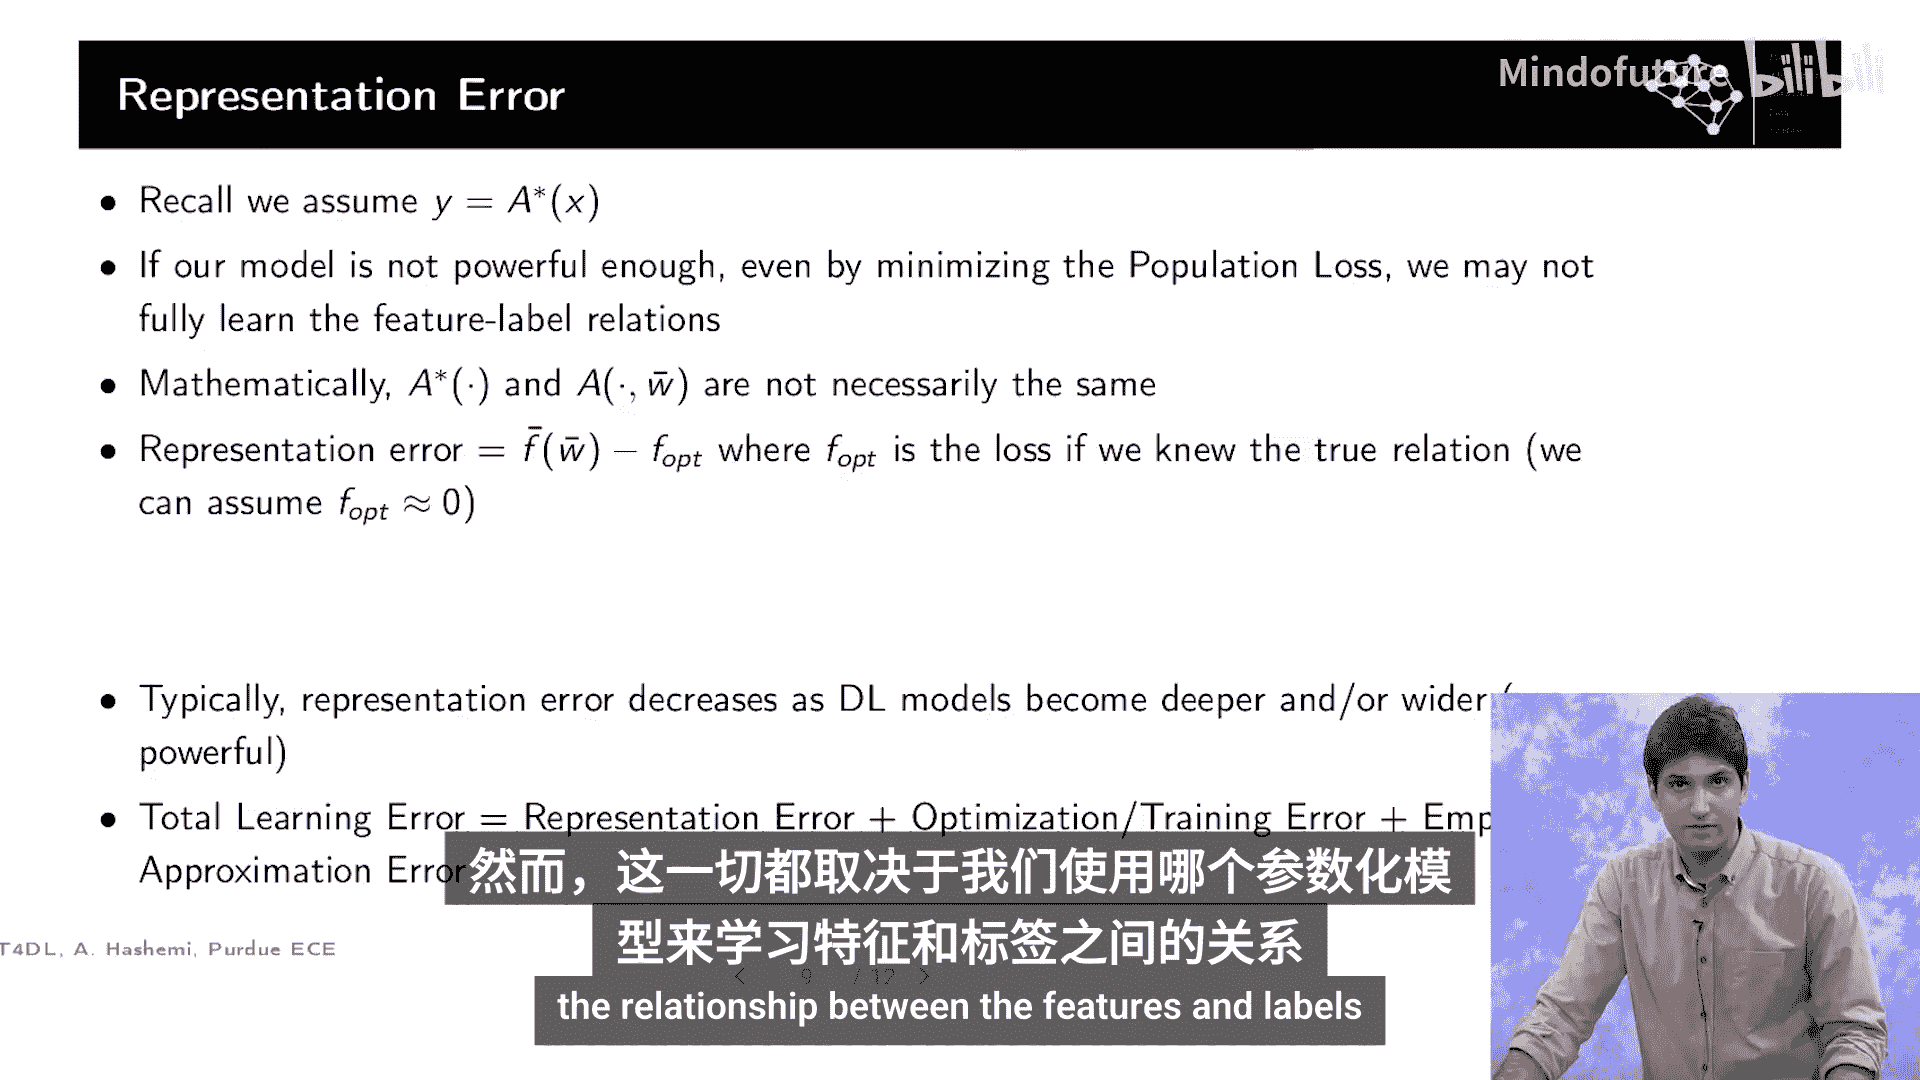 Representation Error
Mindofuture
bilibili
• Recall we assume y = A*(x)
• If our model is not powerful enough, even by minimizing the Population Loss, we may not
fully learn the feature-label relations
• Mathematically, A*(·) and A(·, w̄) are not necessarily the same
• Representation error = f̄(w̄) − f_opt where f_opt is the loss if we knew the true relation (we
can assume f_opt ≈ 0)
• Typically, representation error decreases as DL models become deeper and/or wider (
powerful)
• Total Learning Error = Representation Error + Optimization/Training Error + Emp
Approximation Error
然而，这一切都取决于我们使用哪个参数化模
型来学习特征和标签之间的关系
T4DL, A. Hashemi, Purdue ECE
9 / 12
the relationship between the features and labels